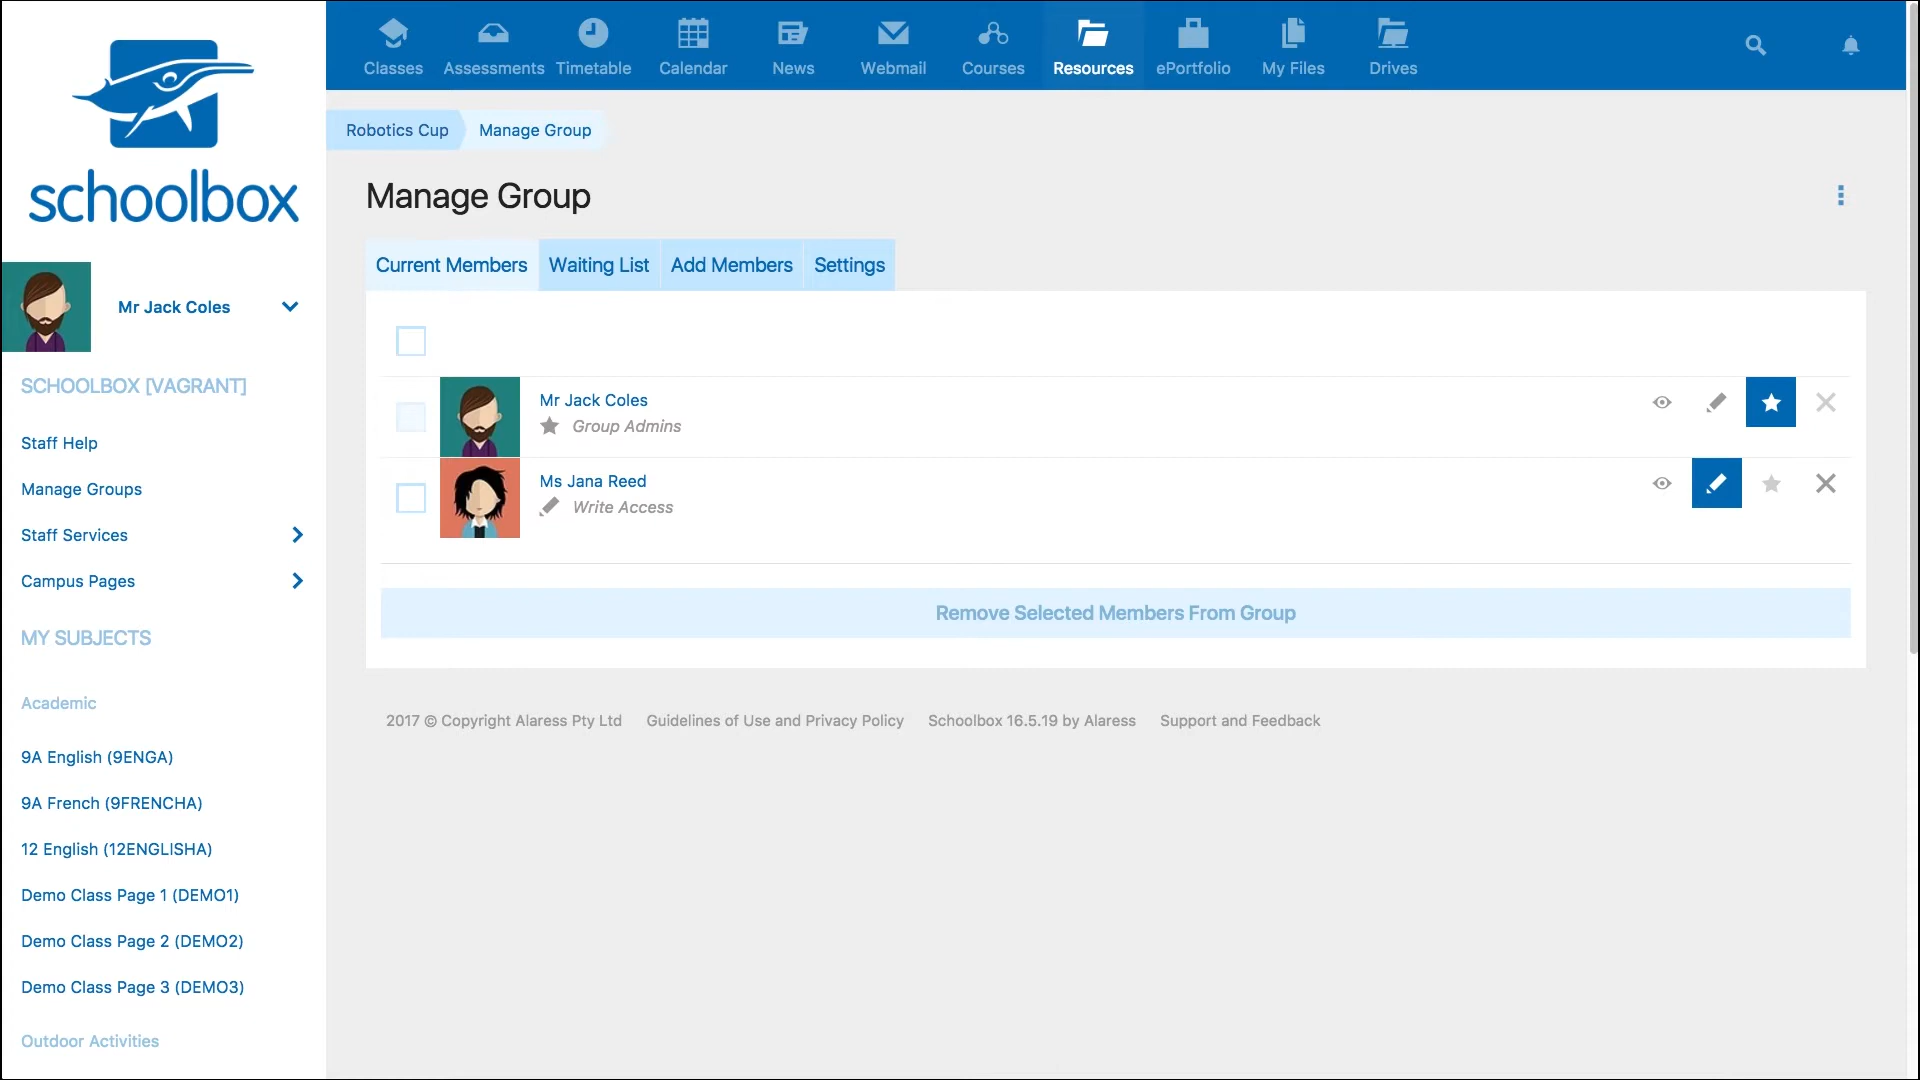 schoolbox
Mr Jack Coles
SCHOOLBOX [VAGRANT]
Staff Help
Manage Groups
Staff Services
Campus Pages
MY SUBJECTS
Academic
9A English (9ENGA)
9A French (9FRENCHA)
12 English (12ENGLISHA)
Demo Class Page 1 (DEMO1)
Demo Class Page 2 (DEMO2)
Demo Class Page 3 (DEMO3)
Outdoor Activities
Classes Assessments Timetable Calendar News Webmail Courses Resources ePortfolio My Files Drives
Robotics Cup Manage Group
Manage Group
Current Members Waiting List Add Members Settings
Mr Jack Coles
Group Admins
Ms Jana Reed
Write Access
Remove Selected Members From Group
2017 © Copyright Alaress Pty Ltd Guidelines of Use and Privacy Policy Schoolbox 16.5.19 by Alaress Support and Feedback